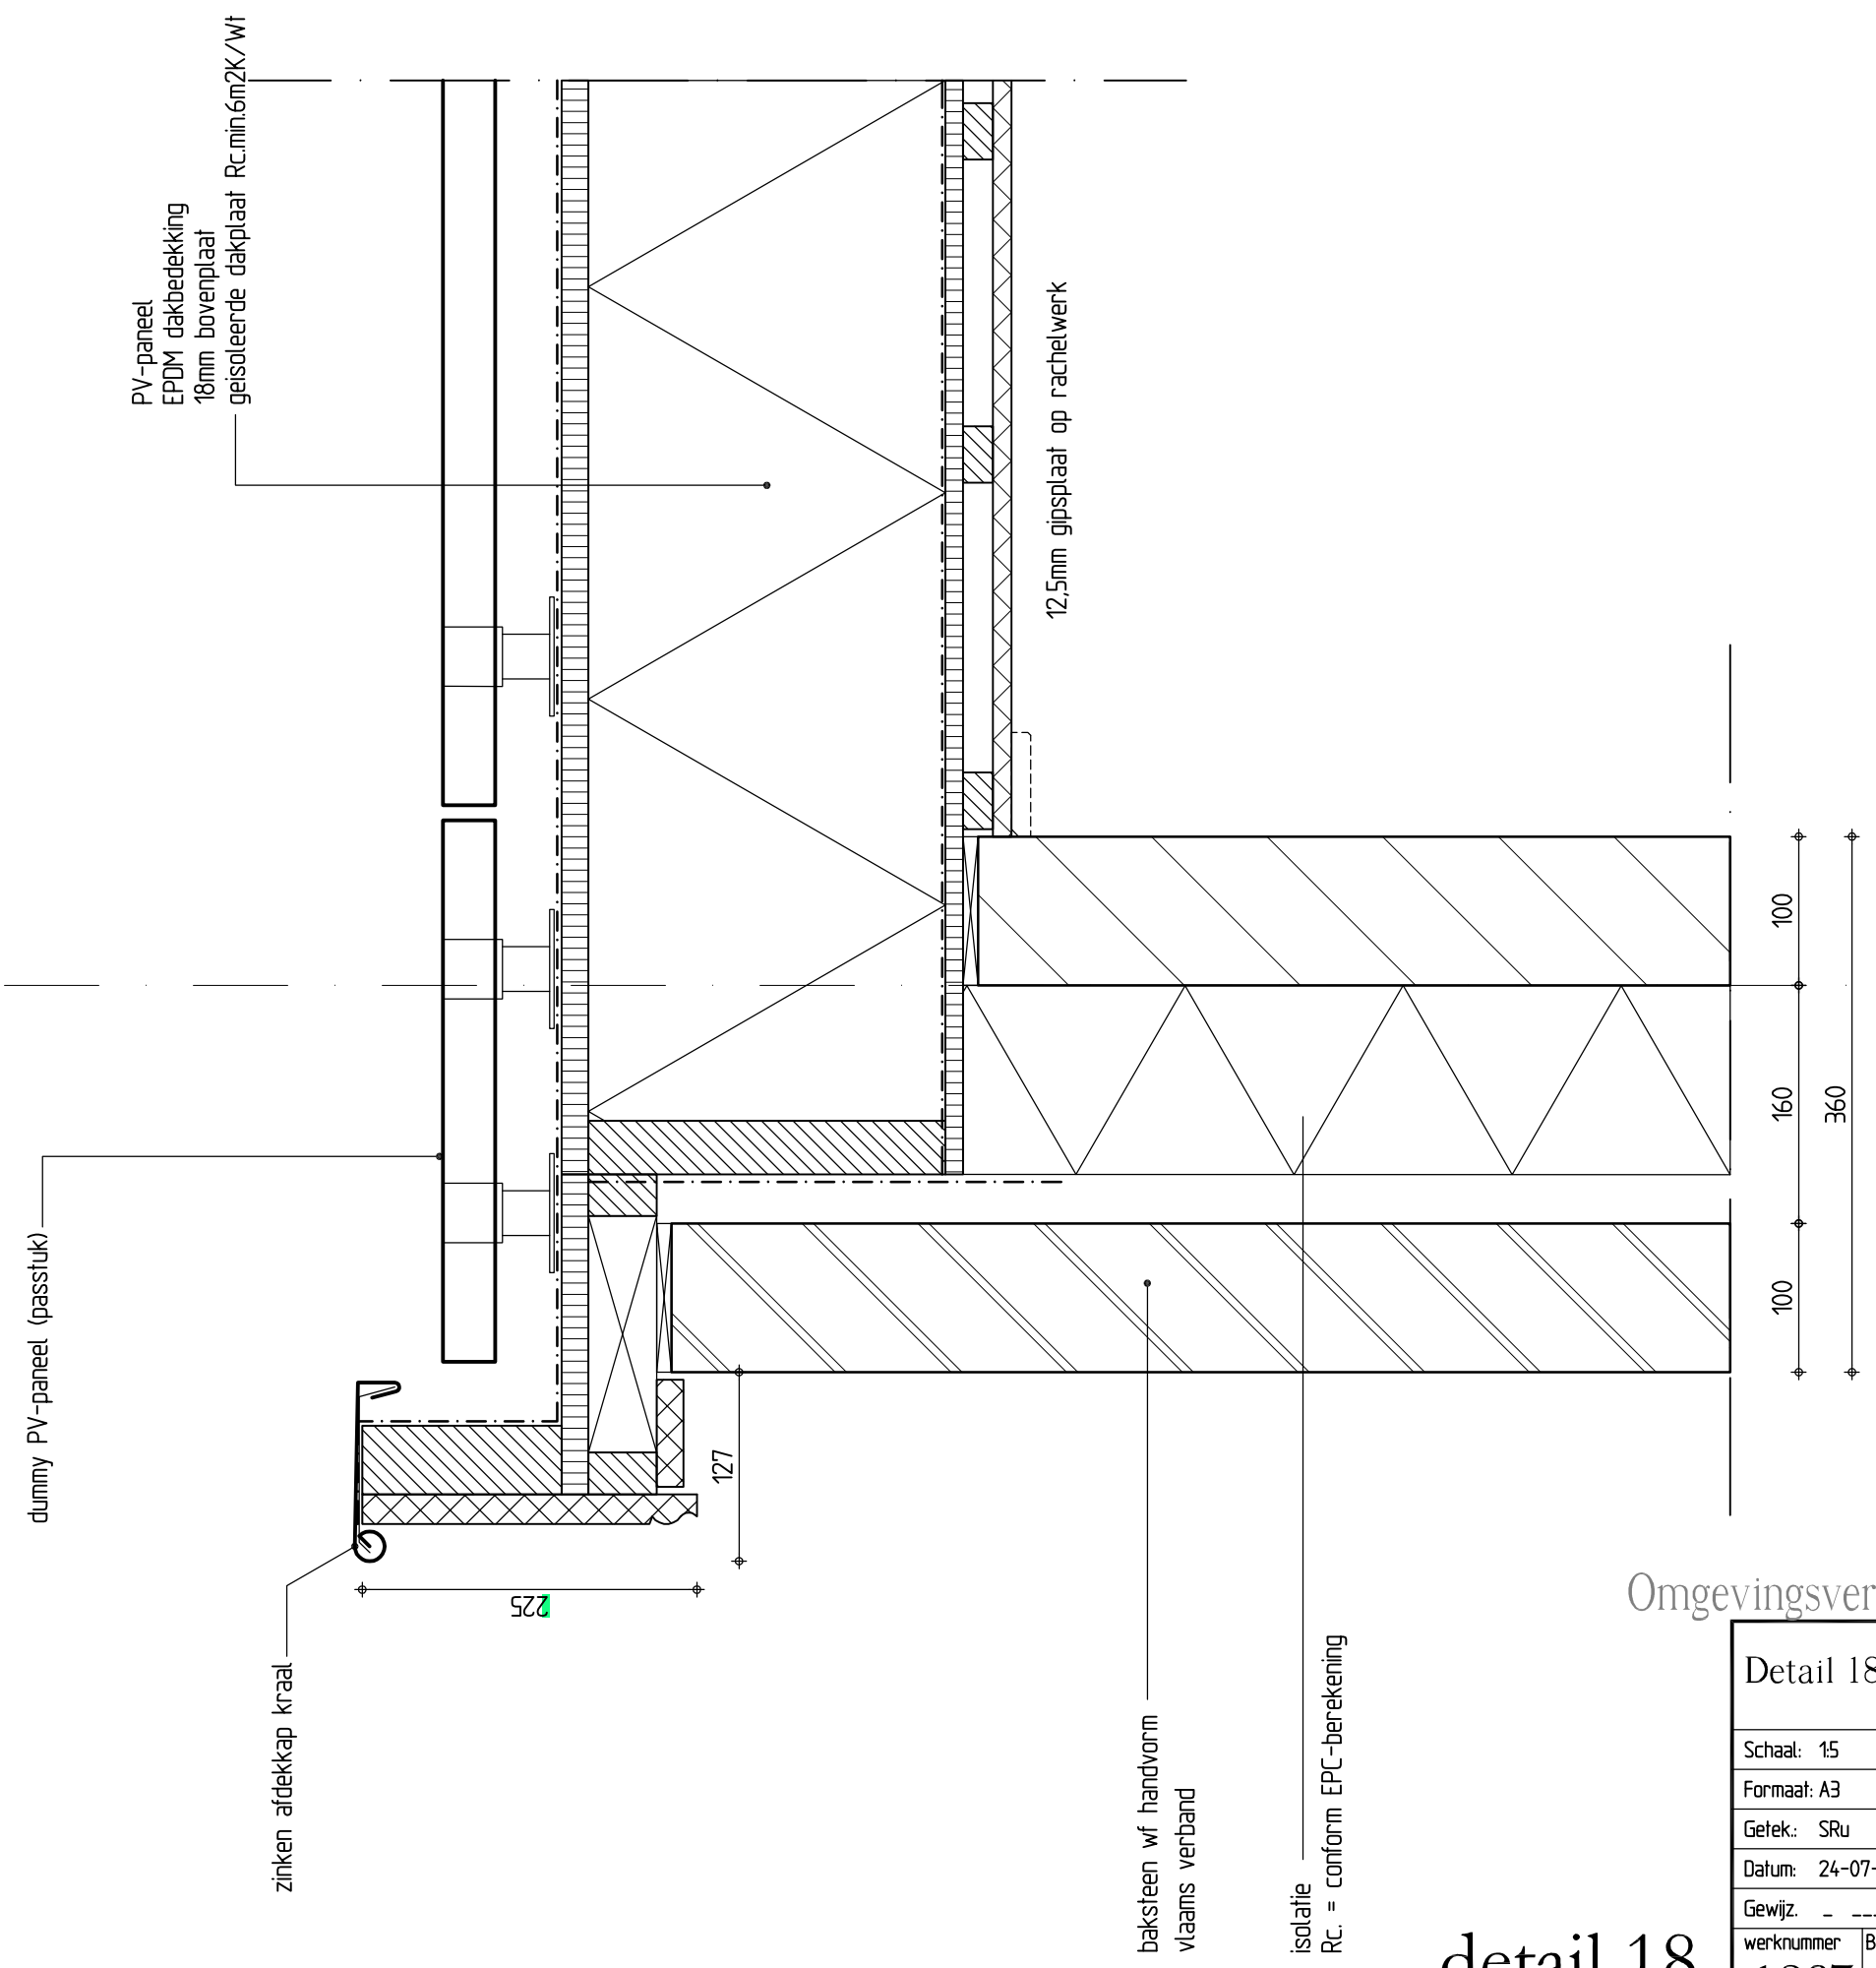 PV-paneel
EPDM dakbedekking
18mm bovenplaat
geisoleerde dakplaat Rc.min.6m2K/Wt
12,5mm gipsplaat op rachelwerk
dummy PV-paneel (passtuk)
zinken afdekkap kraal
225
127
100
160
100
360
baksteen wf handvorm
vlaams verband
isolatie
Rc. = conform EPC-berekening
detail 18
Omgevingsver
Detail 18
Schaal: 1:5
Formaat: A3
Getek.: SRu
Datum: 24-07-
Gewijz. -
werknummer B